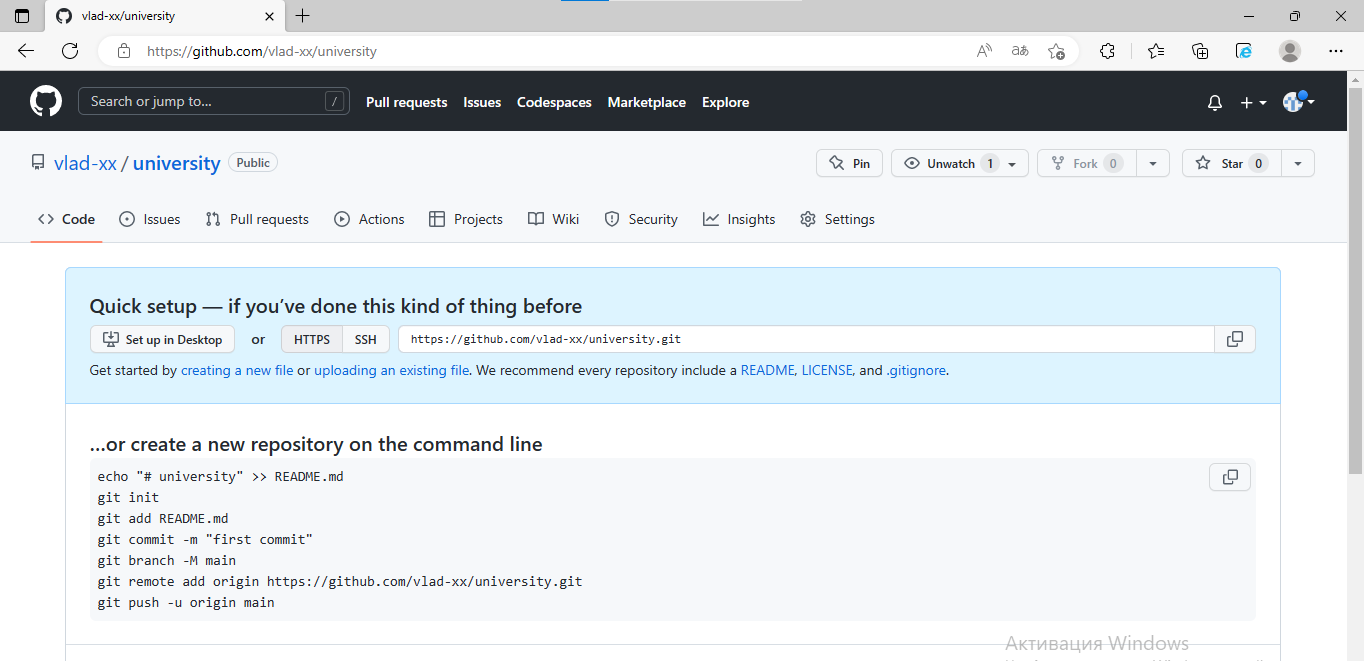 vlad-xx/university
https://github.com/vlad-xx/university
Search or jump to... /
Pull requests Issues Codespaces Marketplace Explore
vlad-xx / university Public
Pin Unwatch 1 Fork 0 Star 0
Code Issues Pull requests Actions Projects Wiki Security Insights Settings
Quick setup — if you’ve done this kind of thing before
Set up in Desktop or HTTPS SSH https://github.com/vlad-xx/university.git
Get started by creating a new file or uploading an existing file. We recommend every repository include a README, LICENSE, and .gitignore.
…or create a new repository on the command line
echo "# university" >> README.md
git init
git add README.md
git commit -m "first commit"
git branch -M main
git remote add origin https://github.com/vlad-xx/university.git
git push -u origin main
Активация Windows